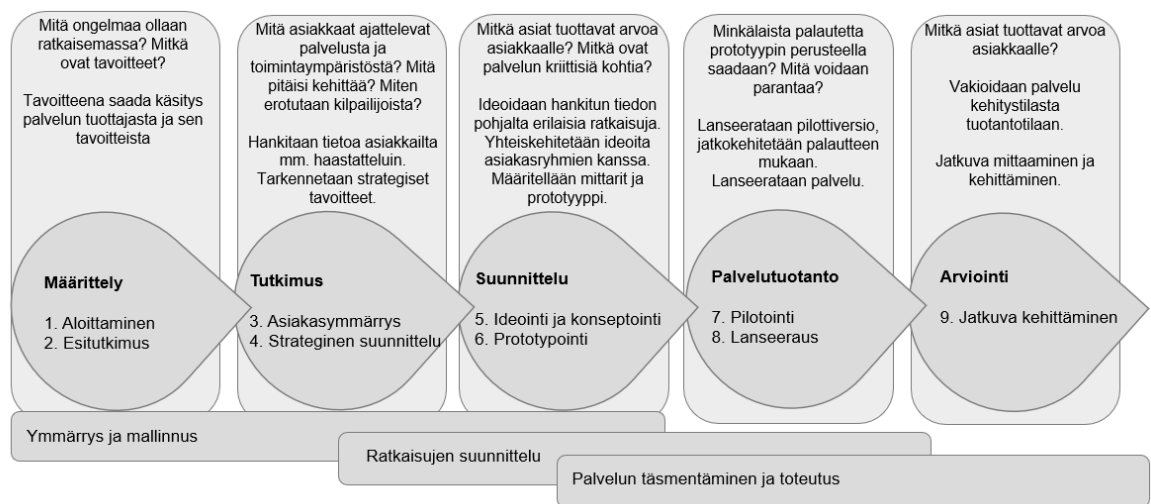 Mitä ongelmaa ollaan
ratkaisemassa? Mitkä
ovat tavoitteet?
Tavoitteena saada käsitys
palvelun tuottajasta ja sen
tavoitteista
Määrittely
1. Aloittaminen
2. Esitutkimus
Mitä asiakkaat ajattelevat
palvelusta ja
toimintaympäristöstä? Mitä
pitäisi kehittää? Miten
erotutaan kilpailijoista?
Hankitaan tietoa asiakkailta
mm. haastatteluin.
Tarkennetaan strategiset
tavoitteet.
Tutkimus
3. Asiakasymmärrys
4. Strateginen suunnittelu
Mitkä asiat tuottavat arvoa
asiakkaalle? Mitkä ovat
palvelun kriittisiä kohtia?
Ideoidaan hankitun tiedon
pohjalta erilaisia ratkaisuja.
Yhteiskehitetään ideoita
asiakasryhmien kanssa.
Määritellään mittarit ja
prototyyppi.
Suunnittelu
5. Ideointi ja konseptointi
6. Prototypointi
Minkälaista palautetta
prototyypin perusteella
saadaan? Mitä voidaan
parantaa?
Lanseerataan pilottiversio,
jatkokehitetään palautteen
mukaan.
Lanseerataan palvelu.
Palvelutuotanto
7. Pilotointi
8. Lanseeraus
Mitkä asiat tuottavat arvoa
asiakkaalle?
Vakioidaan palvelu
kehitystilasta
tuotantotilaan.
Jatkuva mittaaminen ja
kehittäminen.
Arviointi
9. Jatkuva kehittäminen
Ymmärrys ja mallinnus
Ratkaisujen suunnittelu
Palvelun täsmentäminen ja toteutus